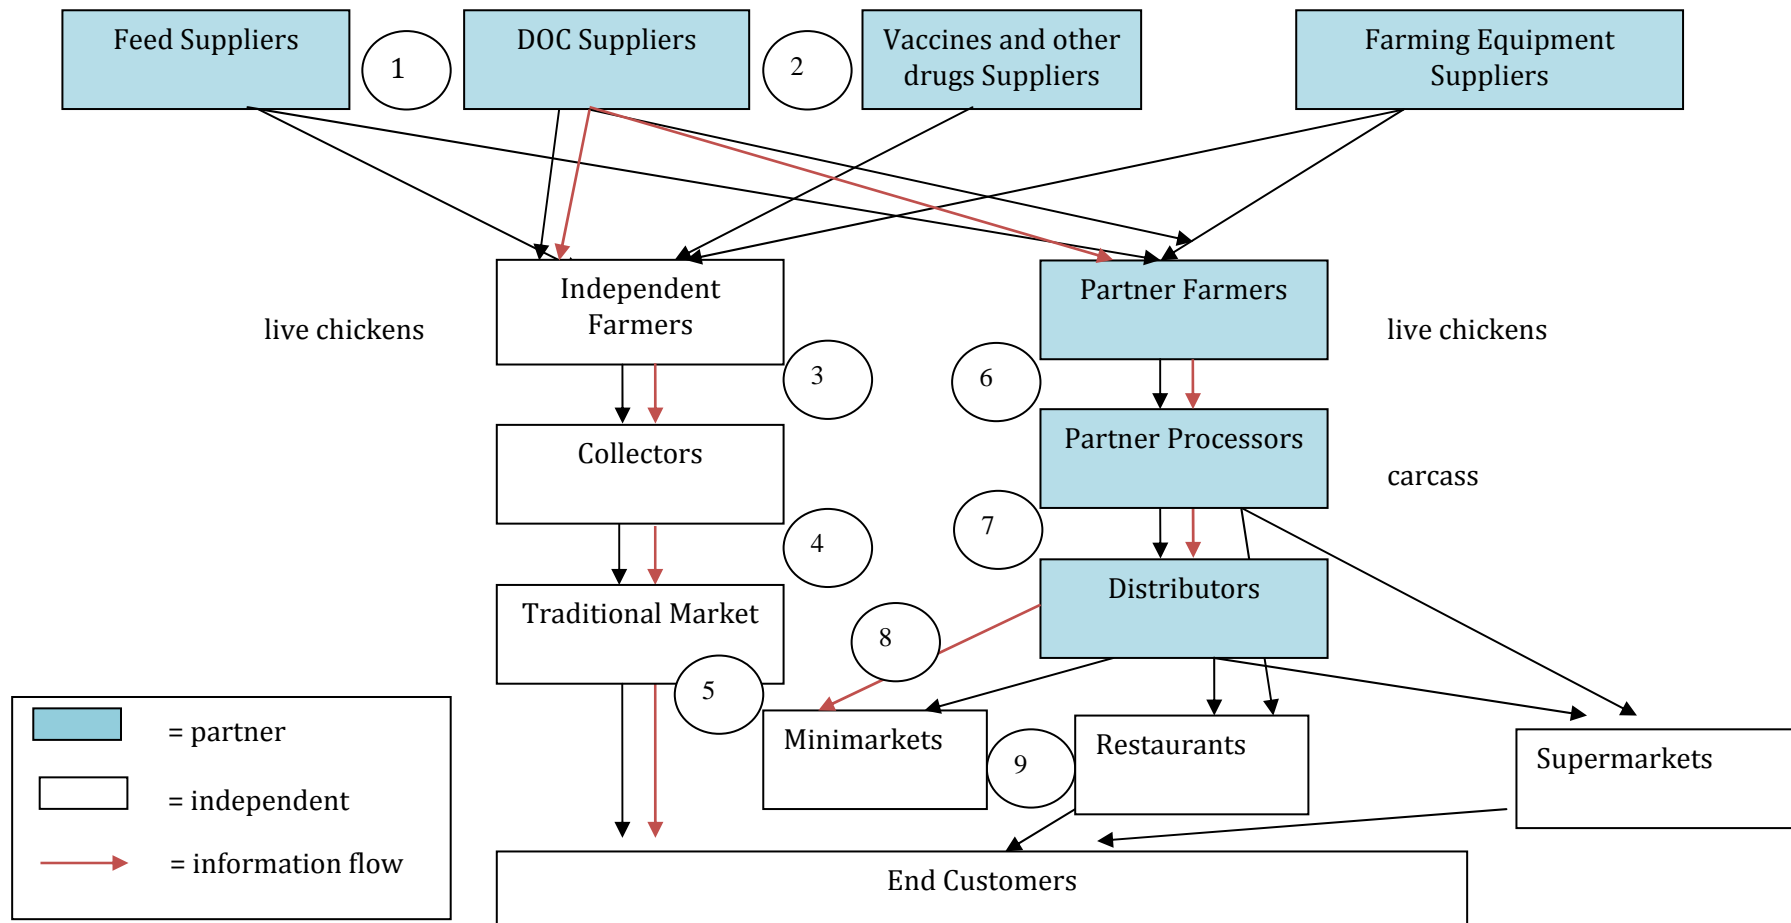 Feed Suppliers
1
DOC Suppliers
2
Vaccines and other
drugs Suppliers
Farming Equipment
Suppliers
live chickens
Independent
Farmers
Partner Farmers
live chickens
3
6
Collectors
Partner Processors
carcass
4
7
Traditional Market
Distributors
8
5
Minimarkets
9
Restaurants
Supermarkets
= partner
= independent
= information flow
End Customers